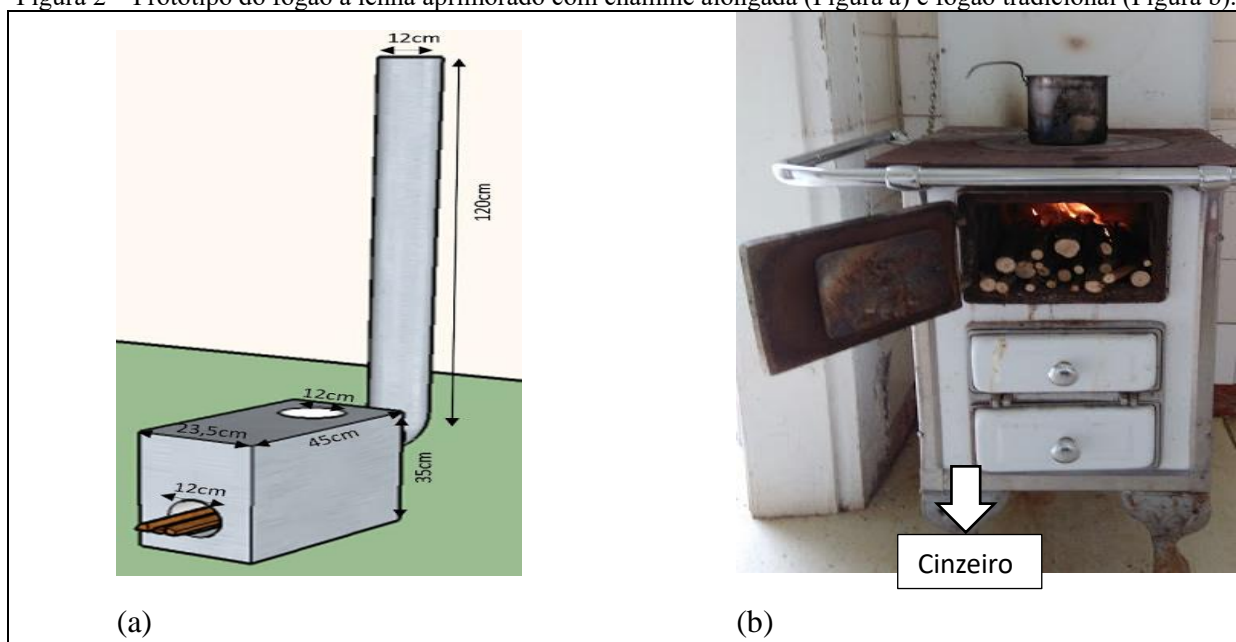 Figura 2 – Protótipo do fogão a lenha aprimorado com chaminé alongada (Figura a) e fogão tradicional (Figura b).
12cm
120cm
12cm
23,5cm
45cm
35cm
12cm
Cinzeiro
(a)
(b)